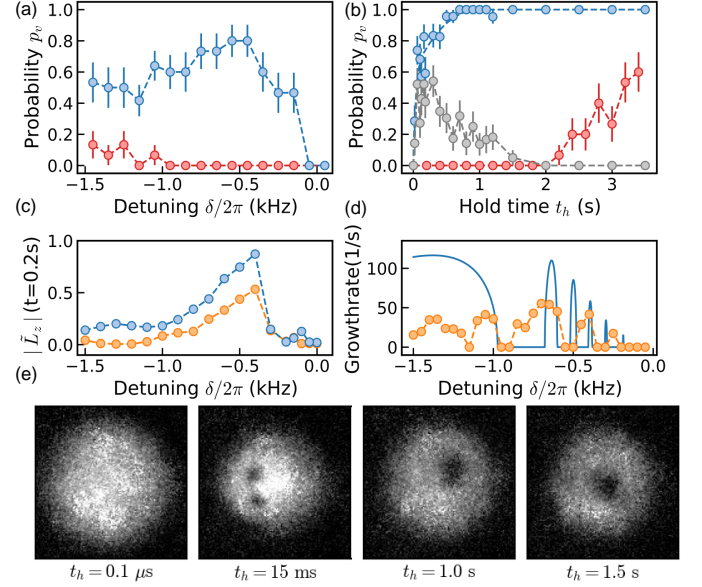 (a)
Probability p_v
1.0
0.8
0.6
0.4
0.2
0.0
−1.5 −1.0 −0.5 0.0
Detuning δ/2π (kHz)
(b)
Probability p_v
1.0
0.8
0.6
0.4
0.2
0.0
0 1 2 3
Hold time t_h (s)
(c)
| L̃_z | (t=0.2s)
1.0
0.5
0.0
−1.5 −1.0 −0.5 0.0
Detuning δ/2π (kHz)
(d)
Growthrate(1/s)
100
50
0
−1.5 −1.0 −0.5 0.0
Detuning δ/2π (kHz)
(e)
t_h = 0.1 μs
t_h = 15 ms
t_h = 1.0 s
t_h = 1.5 s